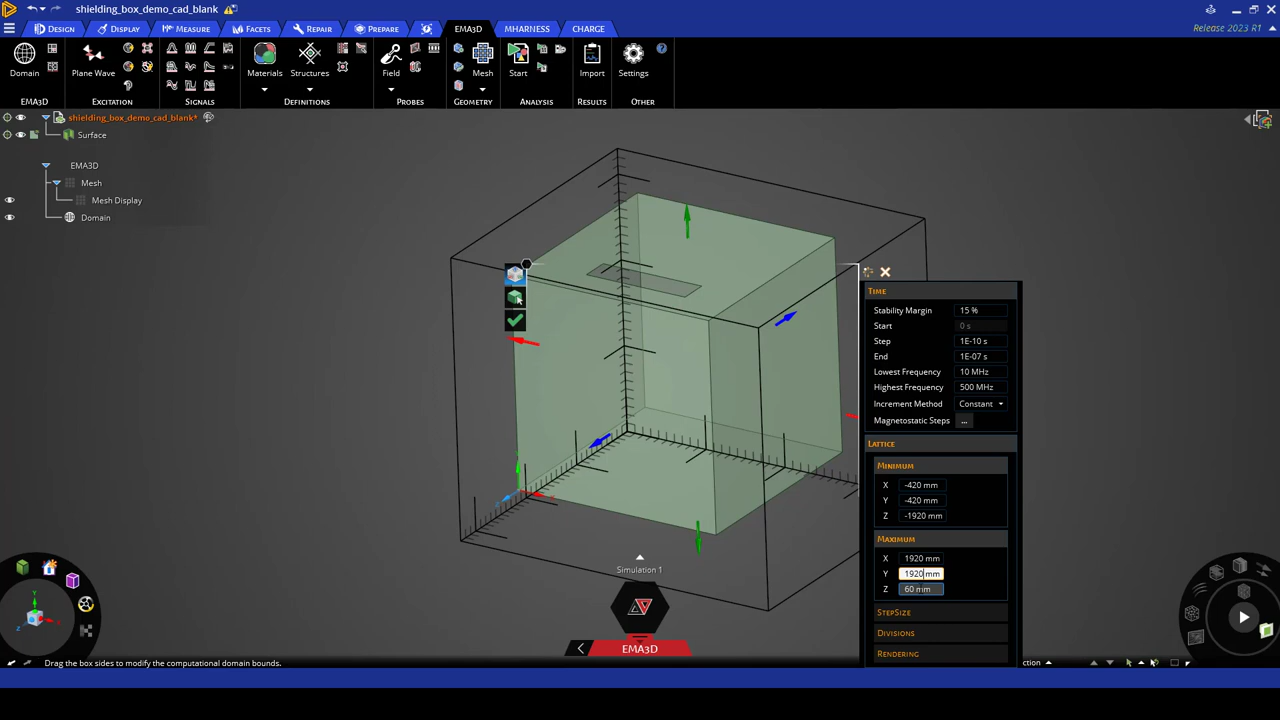 shielding_box_demo_cad_blank
Design Display Measure Facets Repair Prepare EMA3D MHARNESS CHARGE
Release 2023 R1
Domain Plane Wave Materials Structures Field Mesh Start Import Settings
EMA3D Excitation Signals Definitions Probes Geometry Analysis Results Other
shielding_box_demo_cad_blank*
Surface
EMA3D
Mesh
Mesh Display
Domain
Time
Stability Margin 15 %
Start 0 s
Step 1E-10 s
End 1E-07 s
Lowest Frequency 10 MHz
Highest Frequency 500 MHz
Increment Method Constant
Magnetostatic Steps ...
Lattice
Minimum
X -420 mm
Y -420 mm
Z -1920 mm
Maximum
X 1920 mm
Y 1920 mm
Z 60 mm
StepSize
Divisions
Rendering
Simulation 1
EMA3D
Y
Z
Drag the box sides to modify the computational domain bounds.
ction